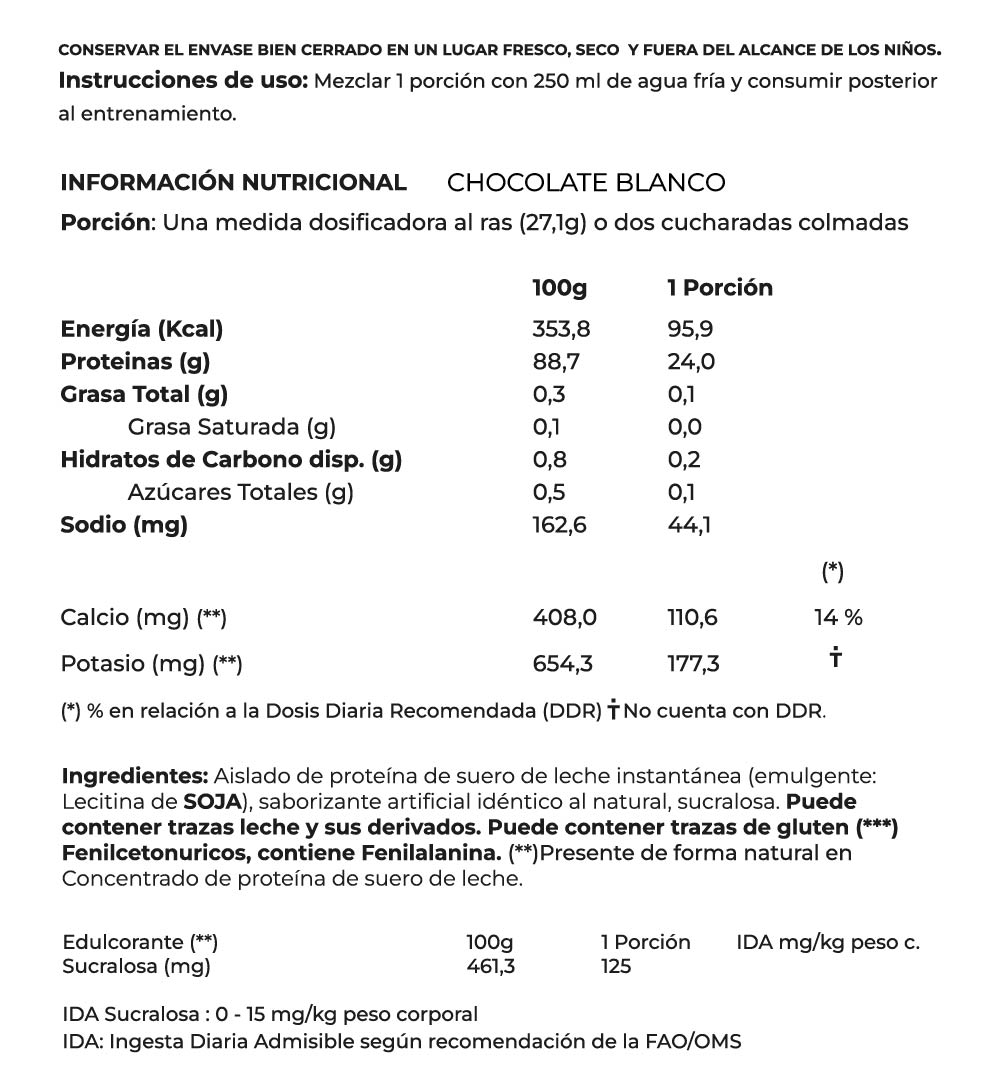 CONSERVAR EL ENVASE BIEN CERRADO EN UN LUGAR FRESCO, SECO Y FUERA DEL ALCANCE DE LOS NIÑOS.
Instrucciones de uso: Mezclar 1 porción con 250 ml de agua fría y consumir posterior
al entrenamiento.
INFORMACIÓN NUTRICIONAL CHOCOLATE BLANCO
Porción: Una medida dosificadora al ras (27,1g) o dos cucharadas colmadas
100g 1 Porción
Energía (Kcal) 353,8 95,9
Proteinas (g) 88,7 24,0
Grasa Total (g) 0,3 0,1
Grasa Saturada (g) 0,1 0,0
Hidratos de Carbono disp. (g) 0,8 0,2
Azúcares Totales (g) 0,5 0,1
Sodio (mg) 162,6 44,1
(*)
Calcio (mg) (**) 408,0 110,6 14 %
Potasio (mg) (**) 654,3 177,3 †
(*) % en relación a la Dosis Diaria Recomendada (DDR) † No cuenta con DDR.
Ingredientes: Aislado de proteína de suero de leche instantánea (emulgente:
Lecitina de SOJA), saborizante artificial idéntico al natural, sucralosa. Puede
contener trazas leche y sus derivados. Puede contener trazas de gluten (***)
Fenilcetonuricos, contiene Fenilalanina. (**)Presente de forma natural en
Concentrado de proteína de suero de leche.
Edulcorante (**) 100g 1 Porción IDA mg/kg peso c.
Sucralosa (mg) 461,3 125
IDA Sucralosa : 0 - 15 mg/kg peso corporal
IDA: Ingesta Diaria Admisible según recomendación de la FAO/OMS